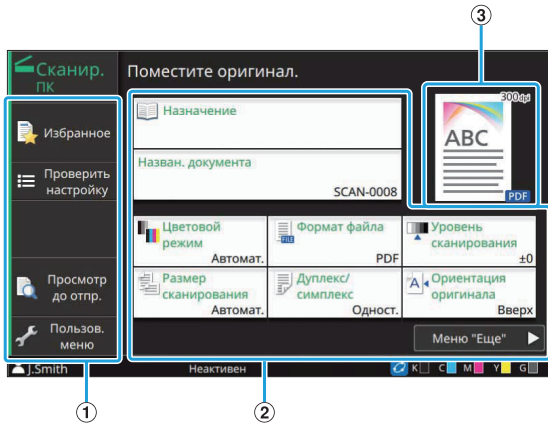 3
Сканир.
ПК
Поместите оригинал.
300dpi
ABC
PDF
Избранное
Проверить
настройку
Просмотр
до отпр.
Пользов.
меню
Назначение
Назван. документа
SCAN-0008
Цветовой
режим
Автомат.
Формат файла
FILE
PDF
Уровень
сканирования
±0
Размер
сканирования
Автомат.
Дуплекс/
симплекс
Одност.
A
Ориентация
оригинала
Вверх
Меню "Еще"
J.Smith
Неактивен
K C M Y G
1
2